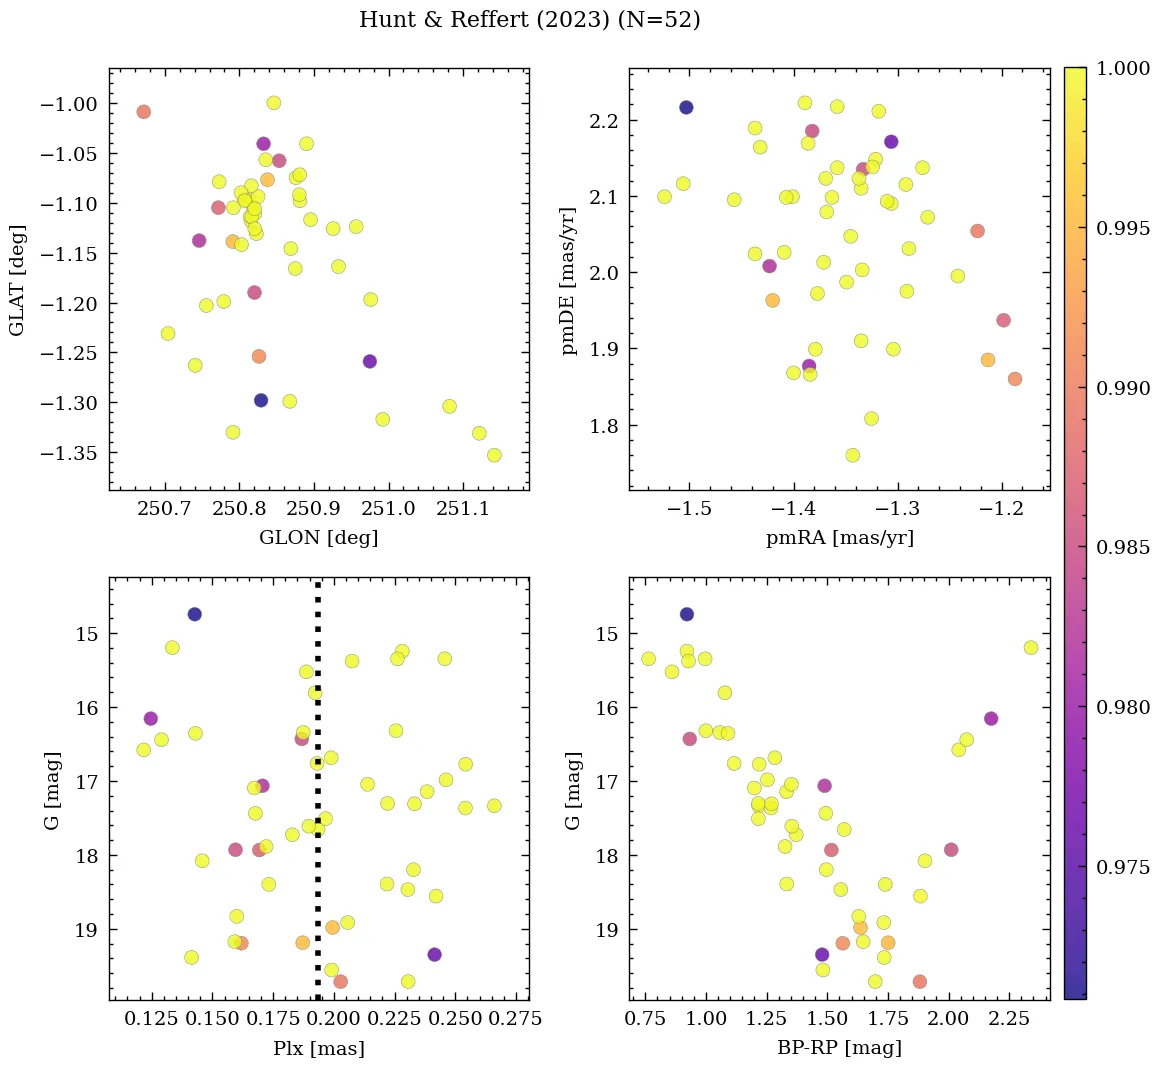 Hunt & Reffert (2023) (N=52)
−1.00
−1.05
−1.10
−1.15
−1.20
−1.25
−1.30
−1.35
GLAT [deg]
250.7 250.8 250.9 251.0 251.1
GLON [deg]
2.2
2.1
2.0
1.9
1.8
pmDE [mas/yr]
−1.5 −1.4 −1.3 −1.2
pmRA [mas/yr]
1.000
0.995
0.990
0.985
0.980
0.975
15
16
17
18
19
G [mag]
0.125 0.150 0.175 0.200 0.225 0.250 0.275
Plx [mas]
15
16
17
18
19
G [mag]
0.75 1.00 1.25 1.50 1.75 2.00 2.25
BP-RP [mag]